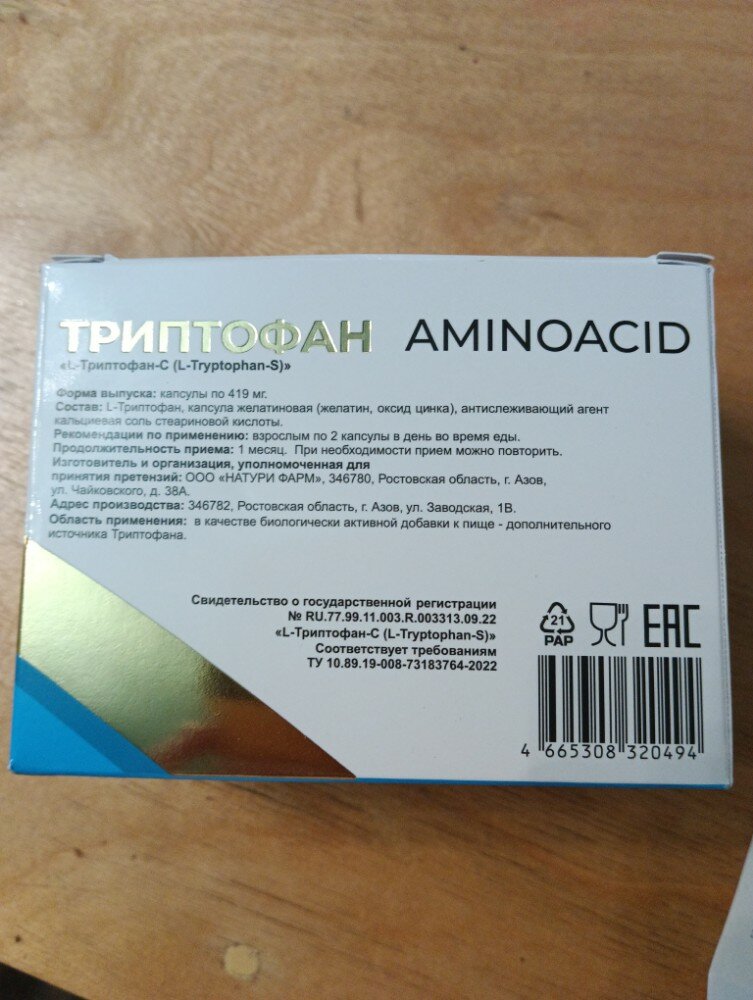 ТРИПТОФАН AMINOACID
«L-Триптофан-С (L-Tryptophan-S)»
Форма выпуска: капсулы по 419 мг.
Состав: L-Триптофан, капсула желатиновая (желатин, оксид цинка), антислеживающий агент
кальциевая соль стеариновой кислоты.
Рекомендации по применению: взрослым по 2 капсулы в день во время еды.
Продолжительность приема: 1 месяц. При необходимости прием можно повторить.
Изготовитель и организация, уполномоченная для
принятия претензий: ООО «НАТУРИ ФАРМ», 346780, Ростовская область, г. Азов,
ул. Чайковского, д. 38А.
Адрес производства: 346782, Ростовская область, г. Азов, ул. Заводская, 1В.
Область применения: в качестве биологически активной добавки к пище - дополнительного
источника Триптофана.
Свидетельство о государственной регистрации
№ RU.77.99.11.003.R.003313.09.22
«L-Триптофан-С (L-Tryptophan-S)»
Соответствует требованиям
ТУ 10.89.19-008-73183764-2022
21
PAP
EAC
4 665308 320494